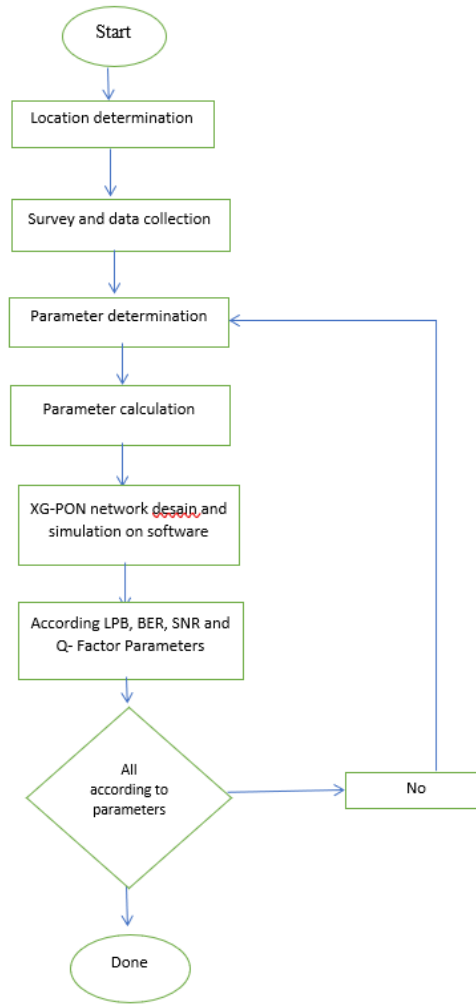 Start
Location determination
Survey and data collection
Parameter determination
Parameter calculation
XG-PON network desain and
simulation on software
According LPB, BER, SNR and
Q- Factor Parameters
All
according to
parameters
No
Done